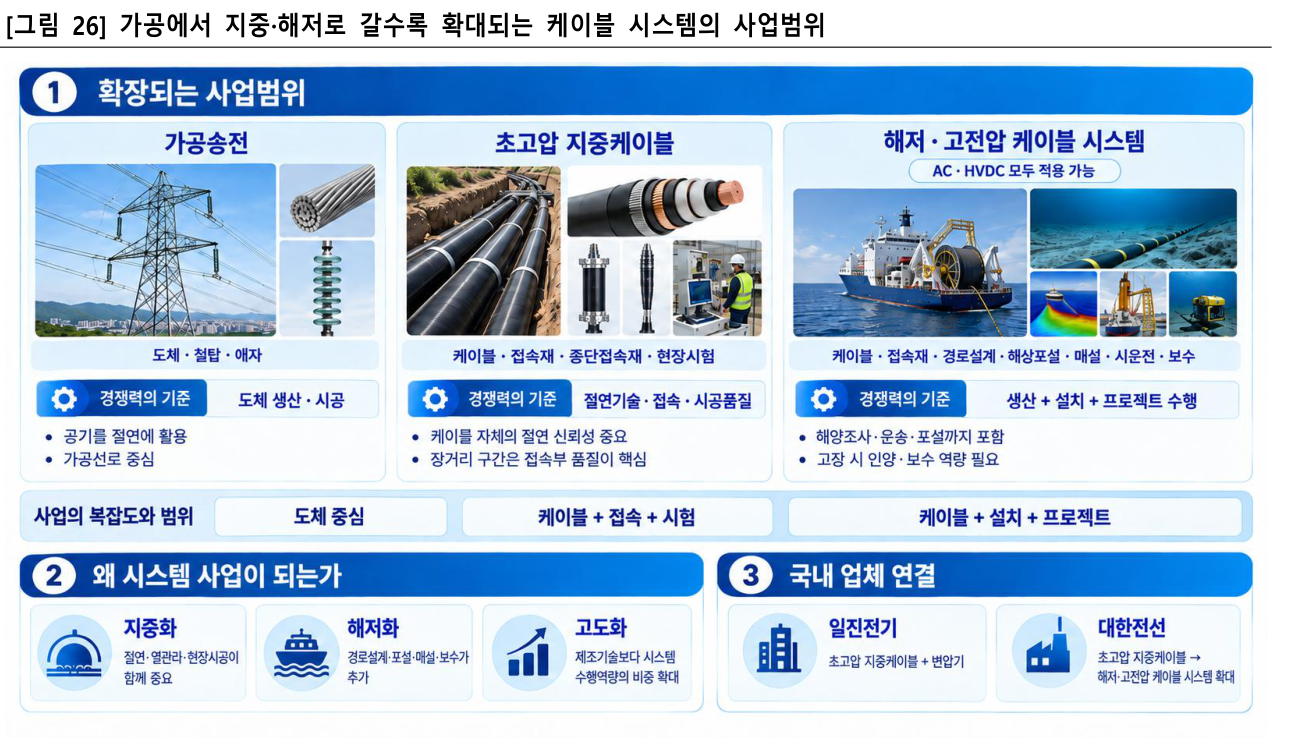 [그림 26] 가공에서 지중·해저로 갈수록 확대되는 케이블 시스템의 사업범위
1 확장되는 사업범위
가공송전
도체 · 철탑 · 애자
경쟁력의 기준 도체 생산 · 시공
• 공기를 절연에 활용
• 가공선로 중심
초고압 지중케이블
케이블 · 접속재 · 종단접속재 · 현장시험
경쟁력의 기준 절연기술 · 접속 · 시공품질
• 케이블 자체의 절연 신뢰성 중요
• 장거리 구간은 접속부 품질이 핵심
해저 · 고전압 케이블 시스템
AC · HVDC 모두 적용 가능
케이블 · 접속재 · 경로설계 · 해상포설 · 매설 · 시운전 · 보수
경쟁력의 기준 생산 + 설치 + 프로젝트 수행
• 해양조사 · 운송 · 포설까지 포함
• 고장 시 인양 · 보수 역량 필요
사업의 복잡도와 범위 도체 중심 케이블 + 접속 + 시험 케이블 + 설치 + 프로젝트
2 왜 시스템 사업이 되는가
지중화
절연·열관라·현장시공이
함께 중요
해저화
경로설계·포설·매설·보수가
추가
고도화
제조기술보다 시스템
수행역량의 비중 확대
3 국내 업체 연결
일진전기
초고압 지중케이블 + 변압기
대한전선
초고압 지중케이블 →
해저·고전압 케이블 시스템 확대